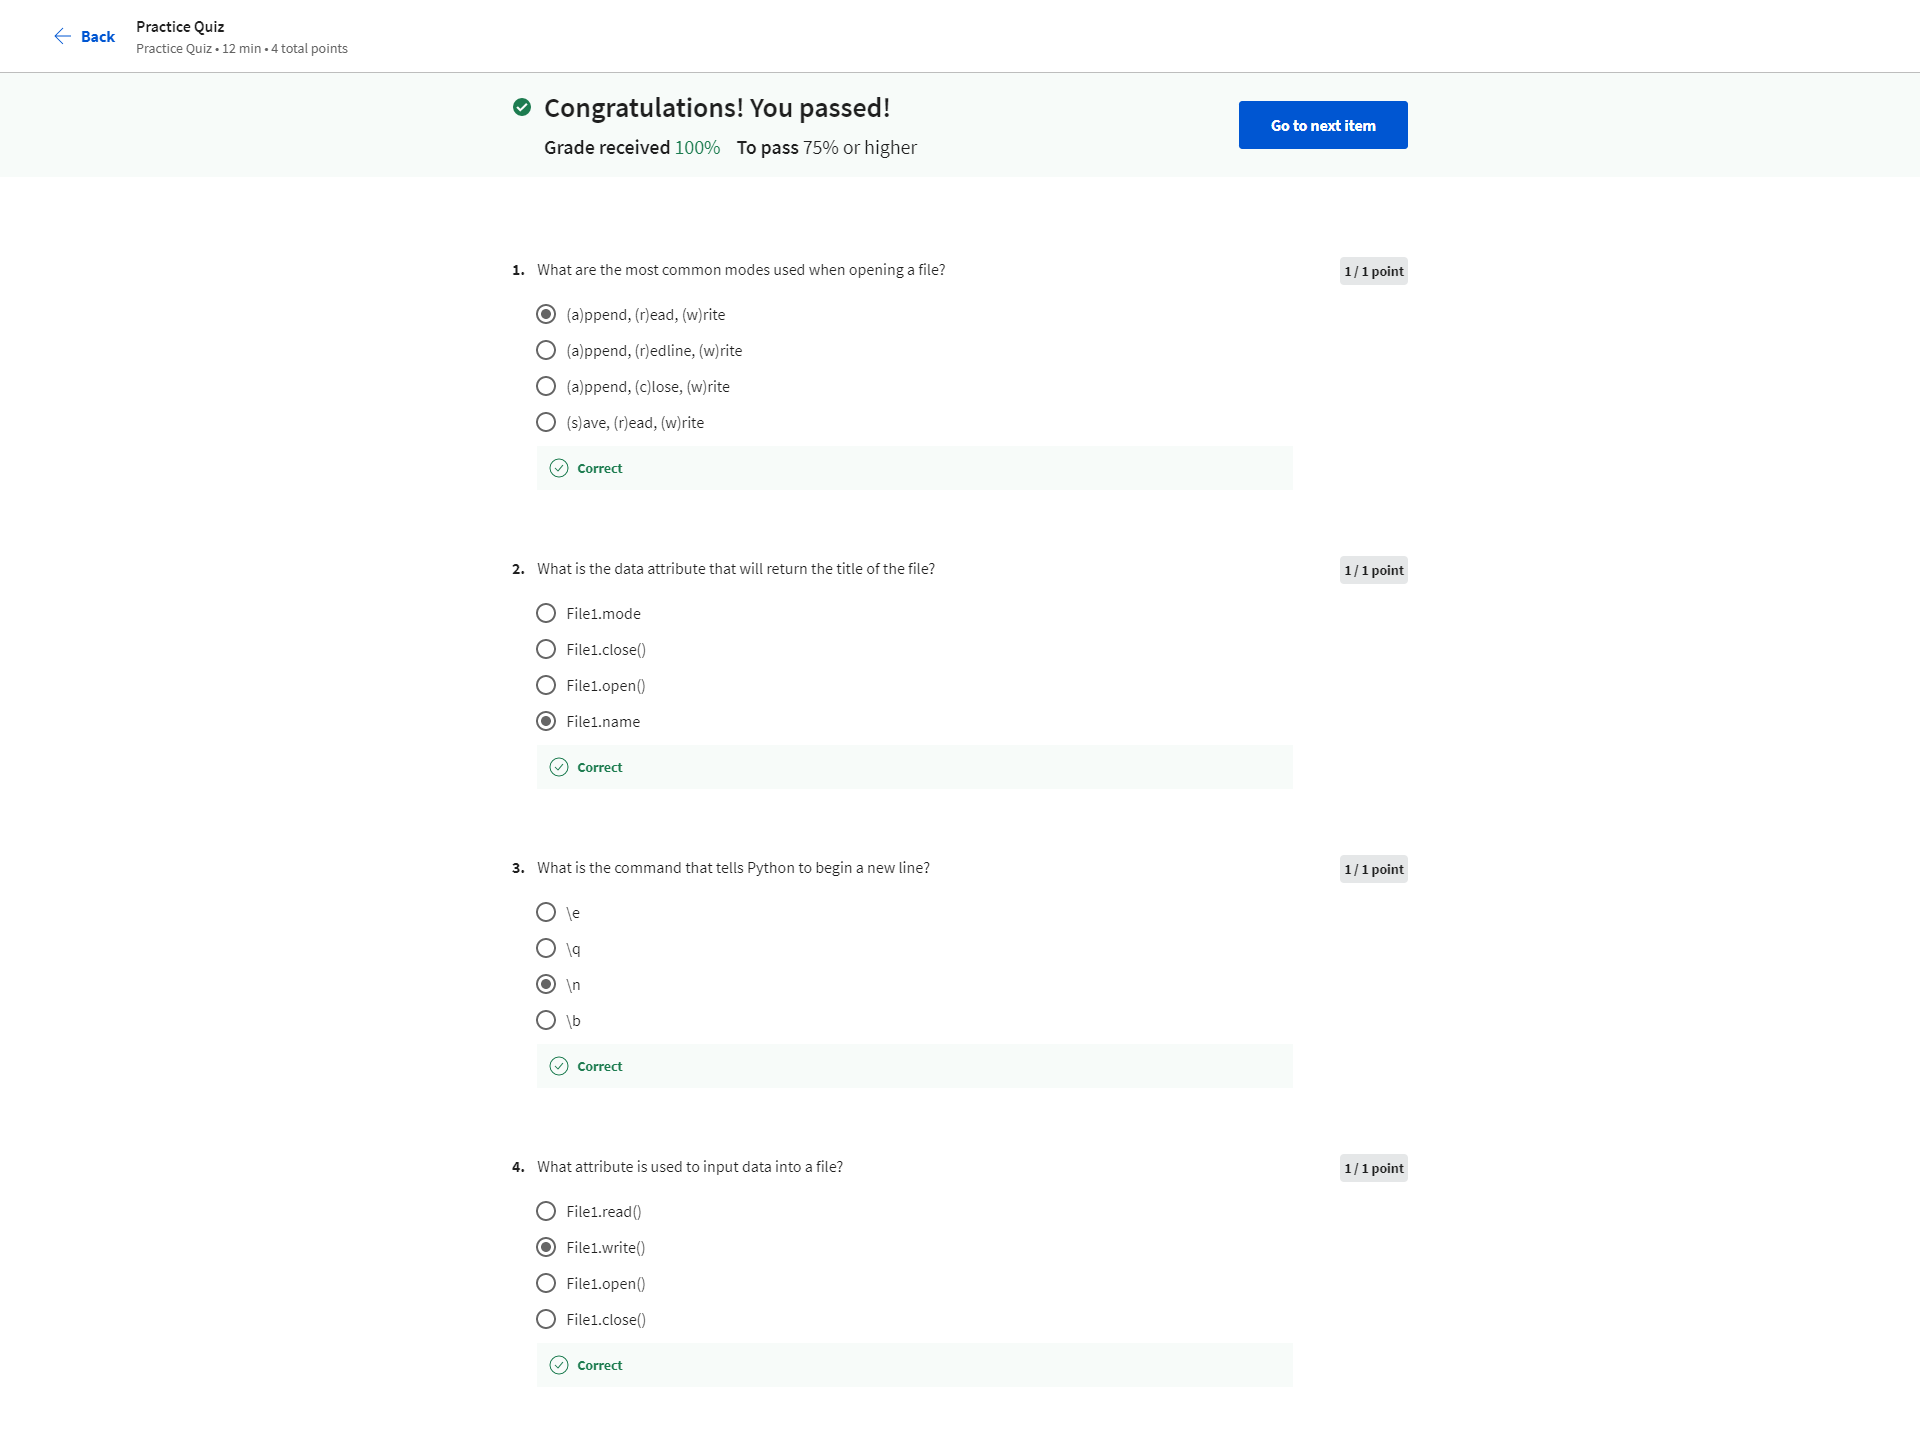 Back
Practice Quiz
Practice Quiz • 12 min • 4 total points
Congratulations! You passed!
Grade received 100% To pass 75% or higher
Go to next item
1. What are the most common modes used when opening a file?
1 / 1 point
(a)ppend, (r)ead, (w)rite
(a)ppend, (r)edline, (w)rite
(a)ppend, (c)lose, (w)rite
(s)ave, (r)ead, (w)rite
Correct
2. What is the data attribute that will return the title of the file?
1 / 1 point
File1.mode
File1.close()
File1.open()
File1.name
Correct
3. What is the command that tells Python to begin a new line?
1 / 1 point
\e
\q
\n
\b
Correct
4. What attribute is used to input data into a file?
1 / 1 point
File1.read()
File1.write()
File1.open()
File1.close()
Correct